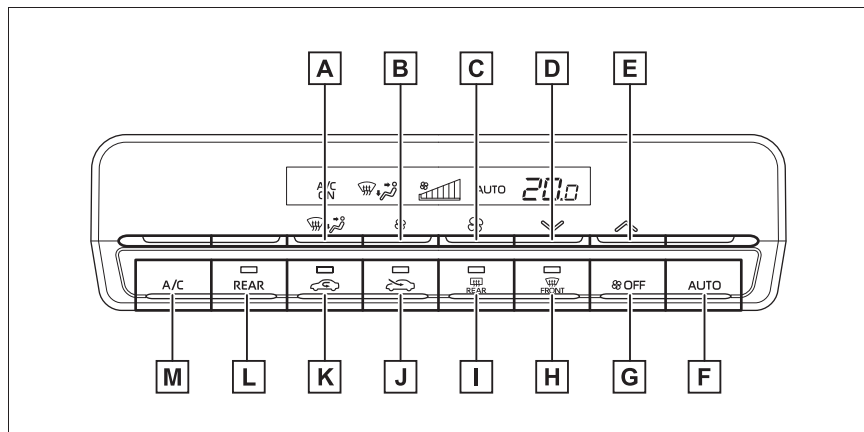 A B C D E
A/C
ON
AUTO 20.0
A/C REAR REAR FRONT OFF AUTO
M L K J I H G F